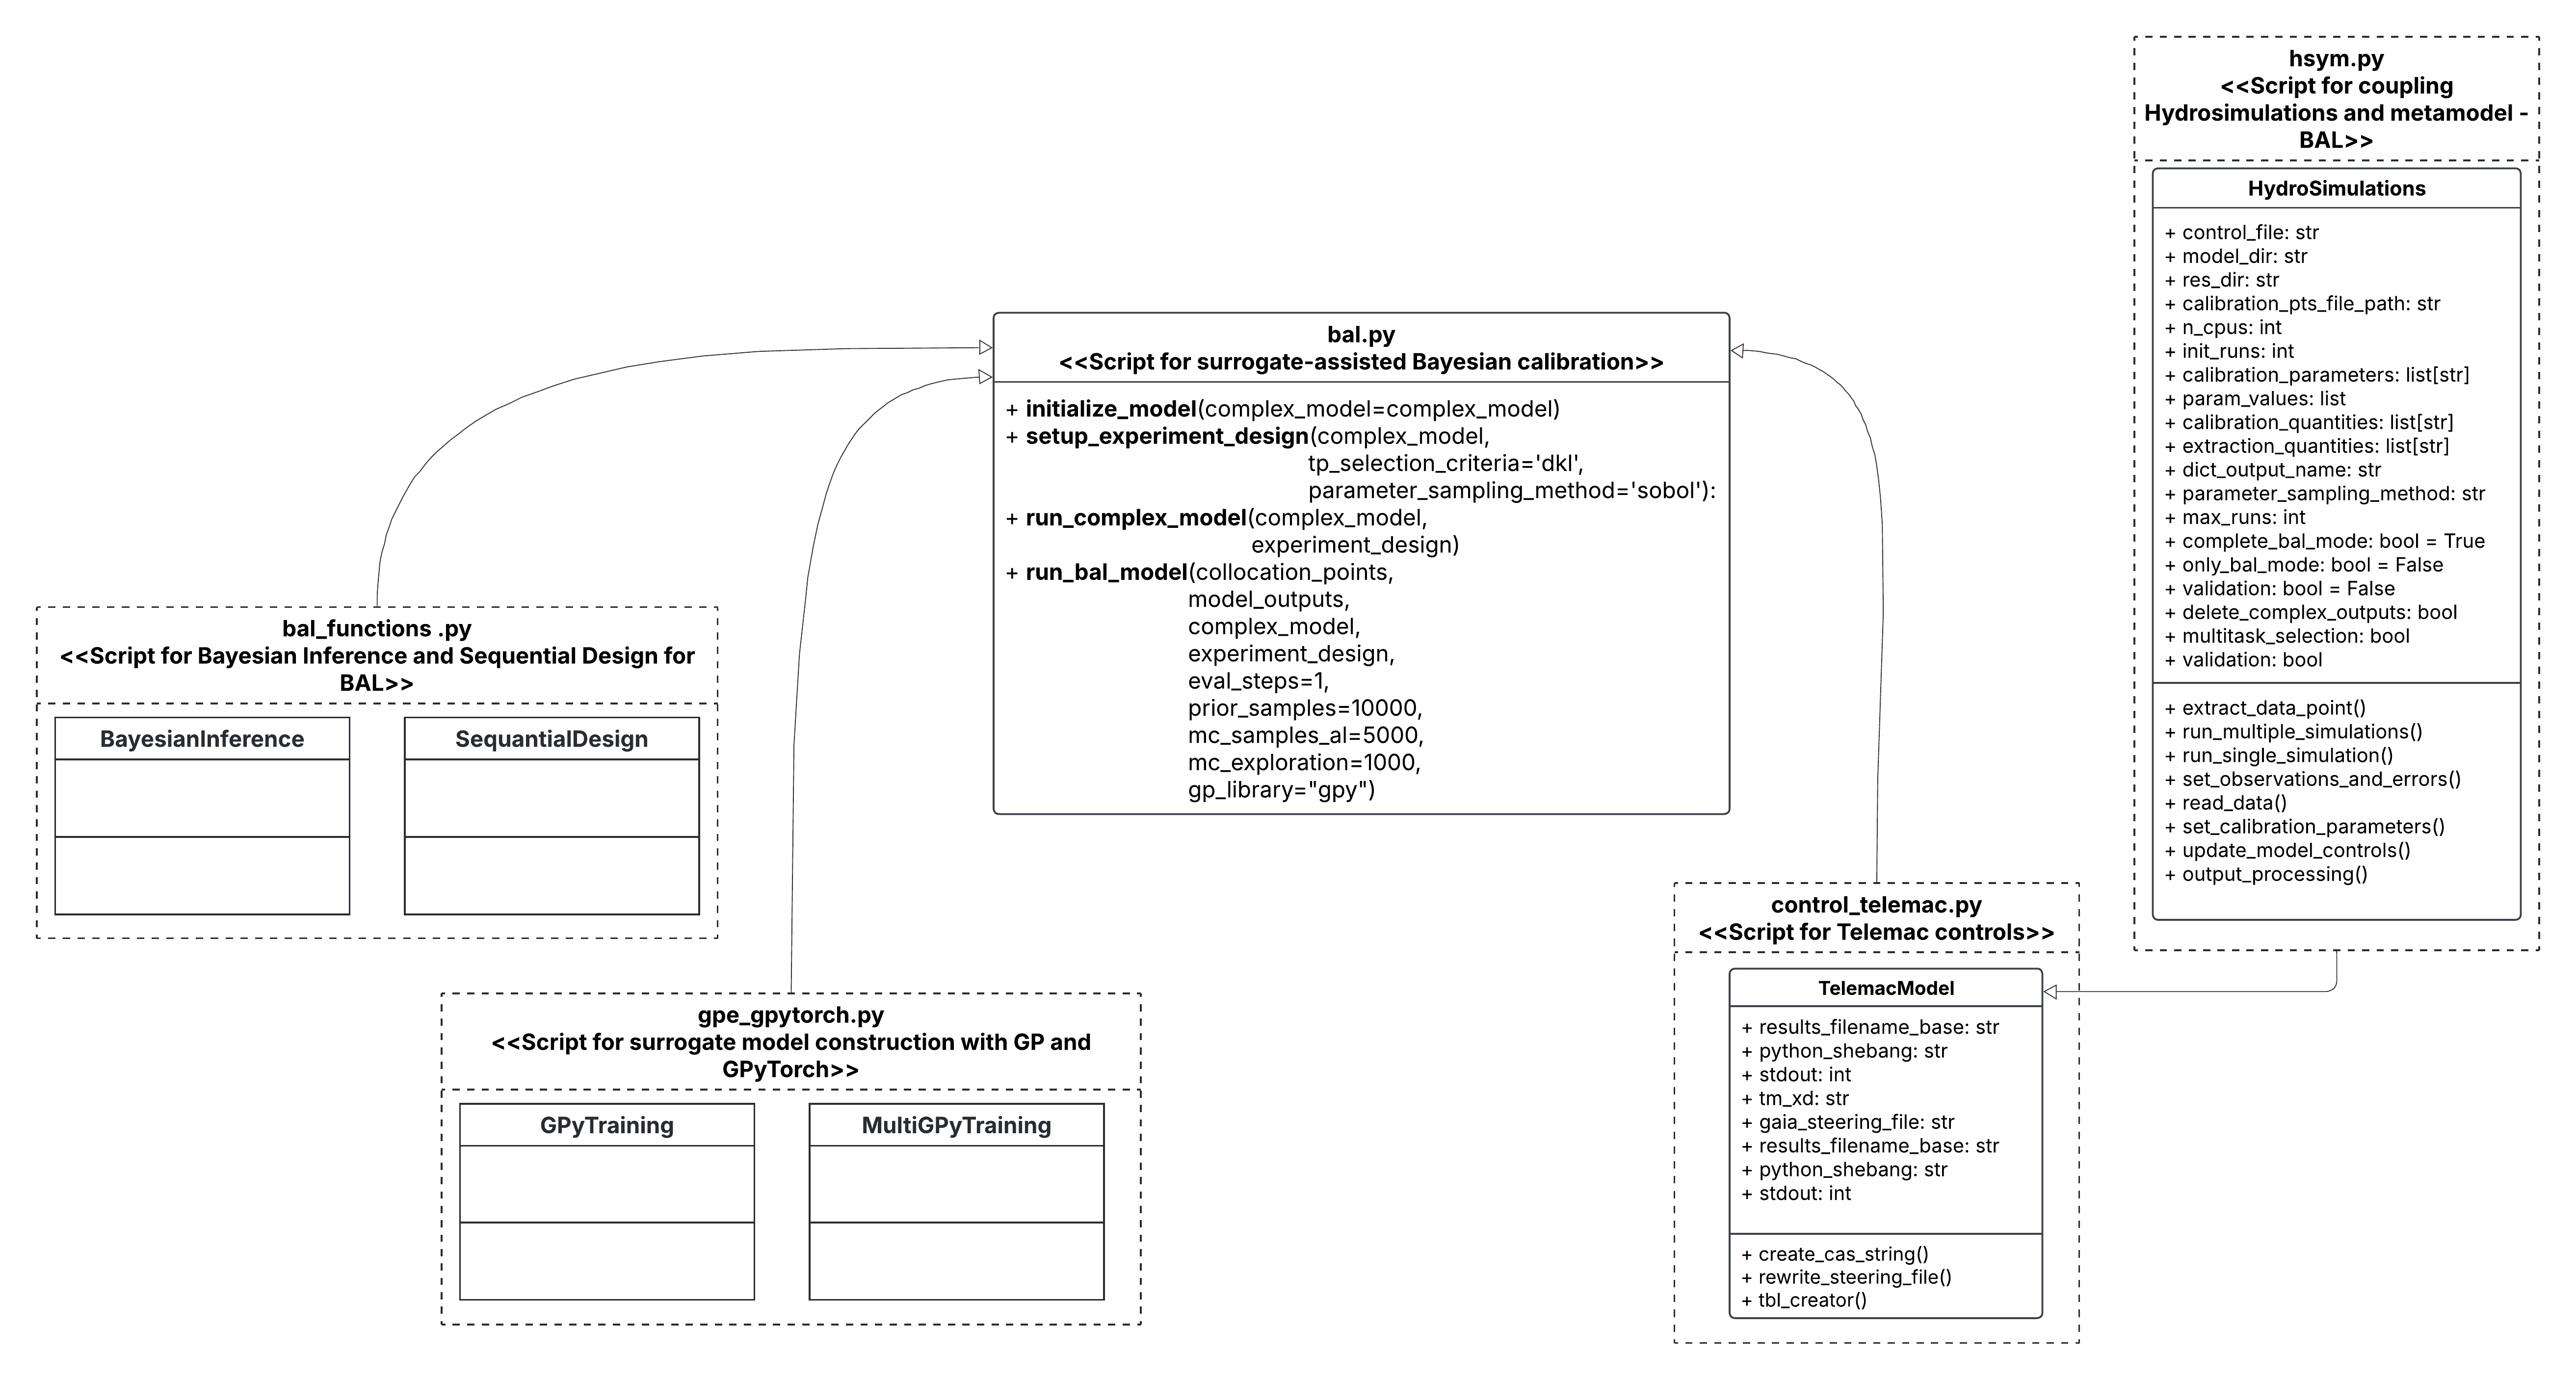 hsym.py
<<Script for coupling
Hydrosimulations and metamodel -
BAL>>
HydroSimulations
+ control_file: str
+ model_dir: str
+ res_dir: str
+ calibration_pts_file_path: str
+ n_cpus: int
+ init_runs: int
+ calibration_parameters: list[str]
+ param_values: list
+ calibration_quantities: list[str]
+ extraction_quantities: list[str]
+ dict_output_name: str
+ parameter_sampling_method: str
+ max_runs: int
+ complete_bal_mode: bool = True
+ only_bal_mode: bool = False
+ validation: bool = False
+ delete_complex_outputs: bool
+ multitask_selection: bool
+ validation: bool
+ extract_data_point()
+ run_multiple_simulations()
+ run_single_simulation()
+ set_observations_and_errors()
+ read_data()
+ set_calibration_parameters()
+ update_model_controls()
+ output_processing()
bal.py
<<Script for surrogate-assisted Bayesian calibration>>
+ initialize_model(complex_model=complex_model)
+ setup_experiment_design(complex_model,
tp_selection_criteria='dkl',
parameter_sampling_method='sobol'):
+ run_complex_model(complex_model,
experiment_design)
+ run_bal_model(collocation_points,
model_outputs,
complex_model,
experiment_design,
eval_steps=1,
prior_samples=10000,
mc_samples_al=5000,
mc_exploration=1000,
gp_library="gpy")
bal_functions .py
<<Script for Bayesian Inference and Sequential Design for
BAL>>
BayesianInference
SequantialDesign
gpe_gpytorch.py
<<Script for surrogate model construction with GP and
GPyTorch>>
GPyTraining
MultiGPyTraining
control_telemac.py
<<Script for Telemac controls>>
TelemacModel
+ results_filename_base: str
+ python_shebang: str
+ stdout: int
+ tm_xd: str
+ gaia_steering_file: str
+ results_filename_base: str
+ python_shebang: str
+ stdout: int
+ create_cas_string()
+ rewrite_steering_file()
+ tbl_creator()